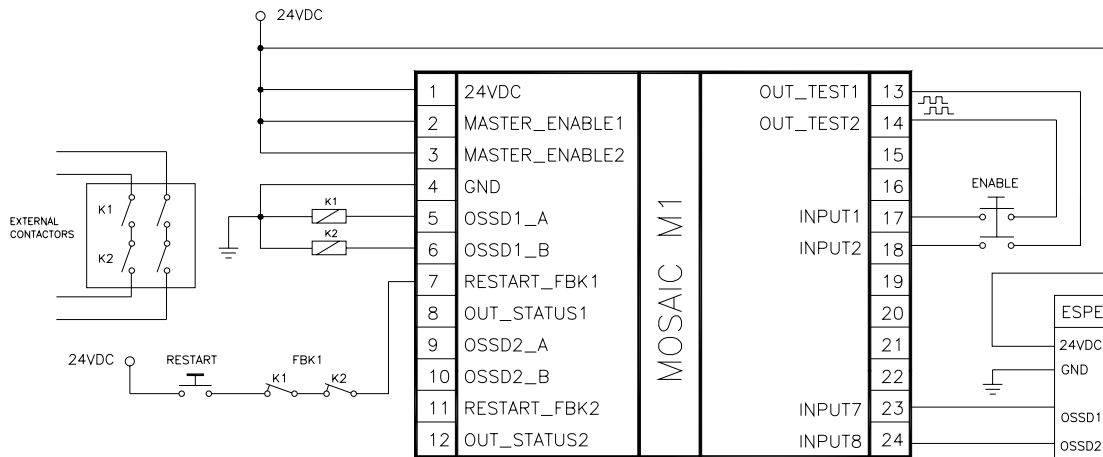 24VDC
1 24VDC
2 MASTER_ENABLE1
3 MASTER_ENABLE2
4 GND
5 OSSD1_A
6 OSSD1_B
7 RESTART_FBK1
8 OUT_STATUS1
9 OSSD2_A
10 OSSD2_B
11 RESTART_FBK2
12 OUT_STATUS2
MOSAIC M1
OUT_TEST1 13
OUT_TEST2 14
15
16
INPUT1 17
INPUT2 18
19
20
21
22
INPUT7 23
INPUT8 24
K1
K2
EXTERNAL
CONTACTORS
K1
K2
24VDC
RESTART
FBK1
K1
K2
ENABLE
ESPE
24VDC
GND
OSSD1
OSSD2